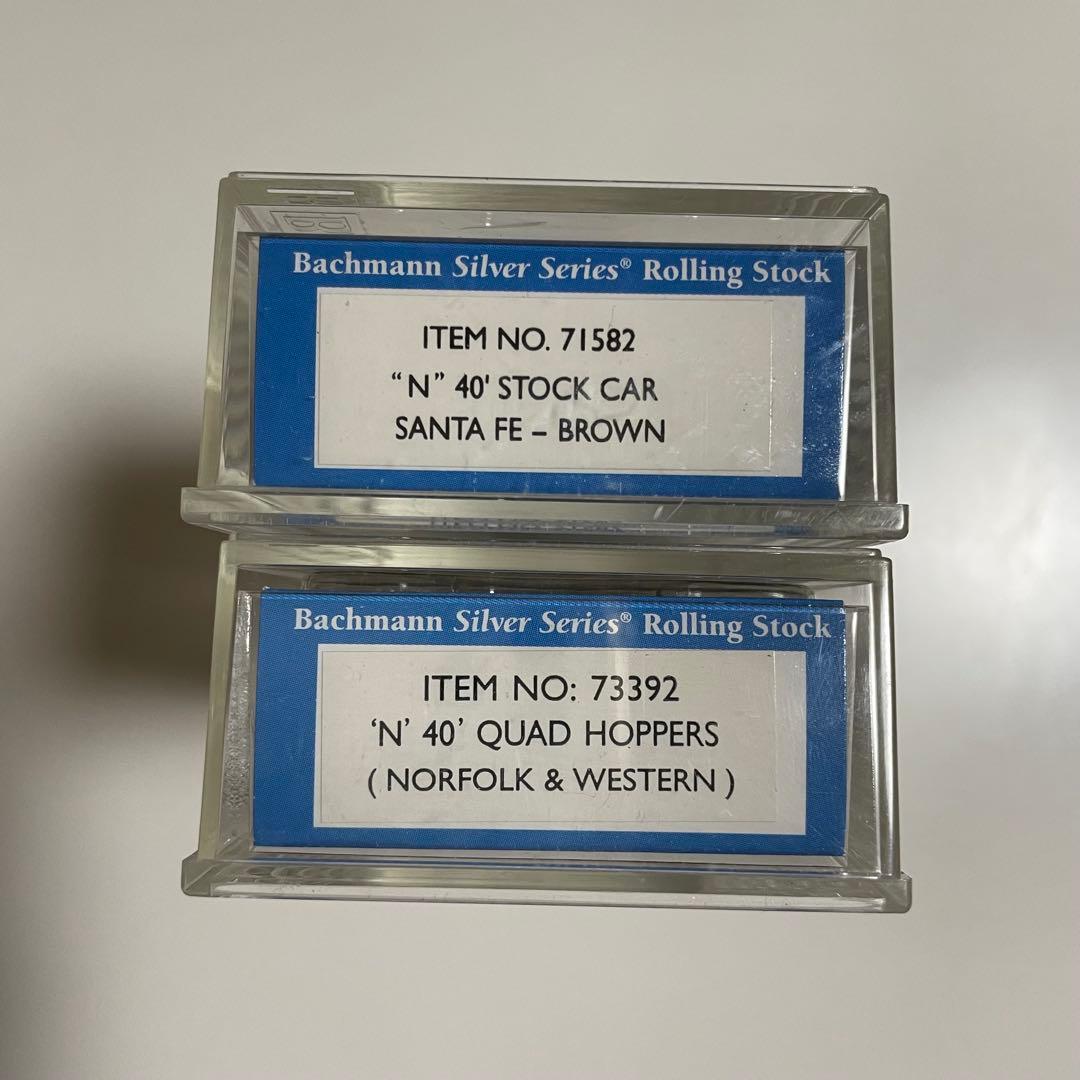 Bachmann Silver Series® Rolling Stock
ITEM NO. 71582
“N” 40' STOCK CAR
SANTA FE – BROWN
Bachmann Silver Series® Rolling Stock
ITEM NO: 73392
‘N’ 40’ QUAD HOPPERS
( NORFOLK & WESTERN )